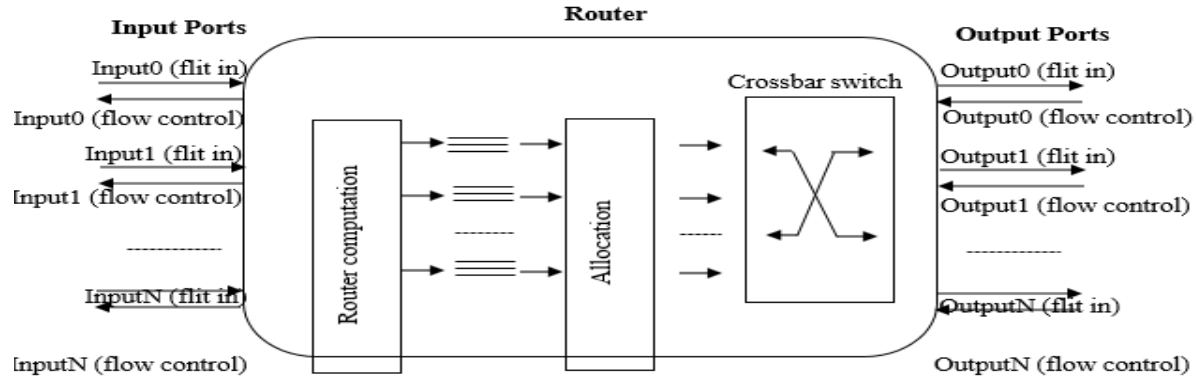 Router
Input Ports
Output Ports
Input0 (flit in)
Input0 (flow control)
Input1 (flit in)
Input1 (flow control)
InputN (flit in)
InputN (flow control)
Router computation
Allocation
Crossbar switch
Output0 (flit in)
Output0 (flow control)
Output1 (flit in)
Output1 (flow control)
OutputN (flit in)
OutputN (flow control)